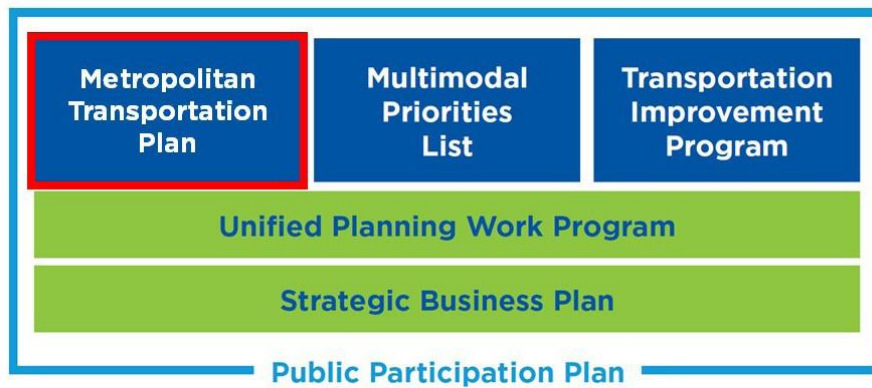 Metropolitan
Transportation
Plan
Multimodal
Priorities
List
Transportation
Improvement
Program
Unified Planning Work Program
Strategic Business Plan
Public Participation Plan